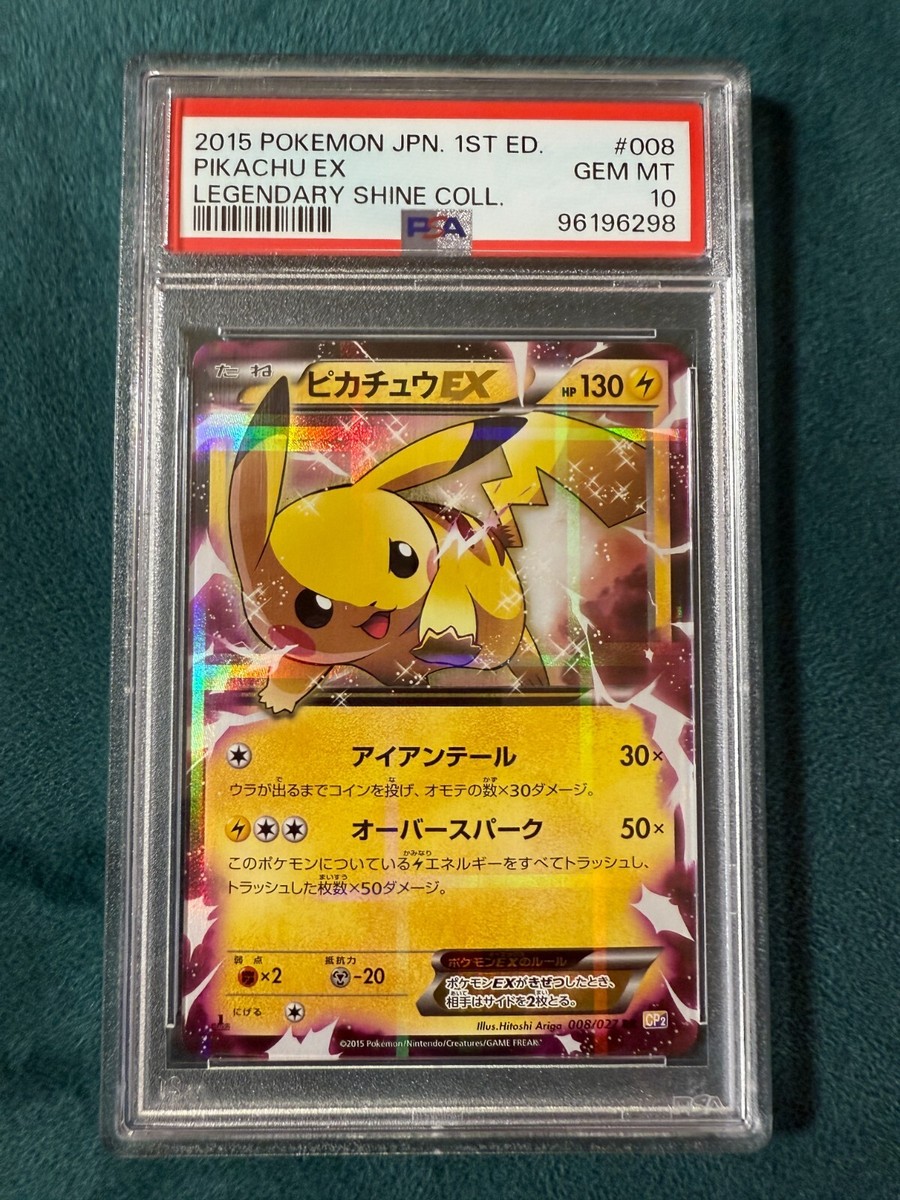 2015 POKEMON JPN. 1ST ED. #008
PIKACHU EX GEM MT
LEGENDARY SHINE COLL. 10
PSA 96196298
たね ピカチュウEX HP 130
アイアンテール 30×
ウラが出るまでコインを投げ、オモテの数×30ダメージ。
オーバースパーク 50×
このポケモンについているエネルギーをすべてトラッシュし、
トラッシュした枚数×50ダメージ。
弱点 抵抗力 ポケモンEXのルール
×2 -20 ポケモンEXがきぜつしたとき、
相手はサイドを2枚とる。
にげる
Illus.Hitoshi Ariga 008/027 CP2
©2015 Pokémon/Nintendo/Creatures/GAME FREAK.
PSA